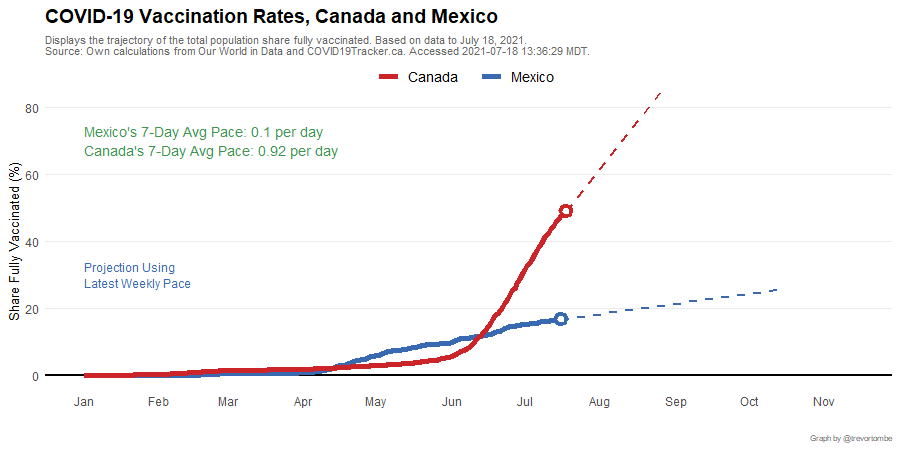 COVID-19 Vaccination Rates, Canada and Mexico
Displays the trajectory of the total population share fully vaccinated. Based on data to July 18, 2021.
Source: Own calculations from Our World in Data and COVID19Tracker.ca. Accessed 2021-07-18 13:36:29 MDT.
Canada Mexico
80
Mexico's 7-Day Avg Pace: 0.1 per day
Canada's 7-Day Avg Pace: 0.92 per day
60
Share Fully Vaccinated (%)
40
Projection Using
Latest Weekly Pace
20
0
Jan Feb Mar Apr May Jun Jul Aug Sep Oct Nov
Graph by @trevortombe